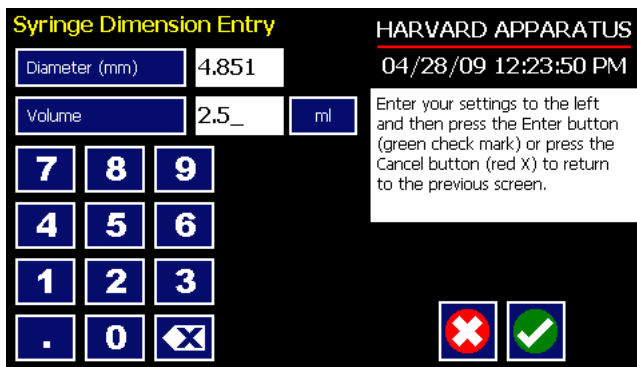 Syringe Dimension Entry
HARVARD APPARATUS
04/28/09 12:23:50 PM
Diameter (mm) 4.851
Volume 2.5_ ml
Enter your settings to the left
and then press the Enter button
(green check mark) or press the
Cancel button (red X) to return
to the previous screen.
7 8 9
4 5 6
1 2 3
. 0